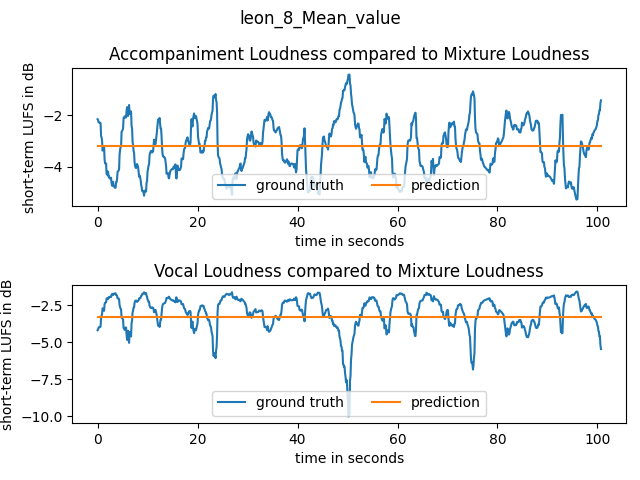 leon_8_Mean_value
Accompaniment Loudness compared to Mixture Loudness
short-term LUFS in dB
−2
−4
ground truth
prediction
0
20
40
60
80
100
time in seconds
Vocal Loudness compared to Mixture Loudness
short-term LUFS in dB
−2.5
−5.0
−7.5
−10.0
ground truth
prediction
0
20
40
60
80
100
time in seconds